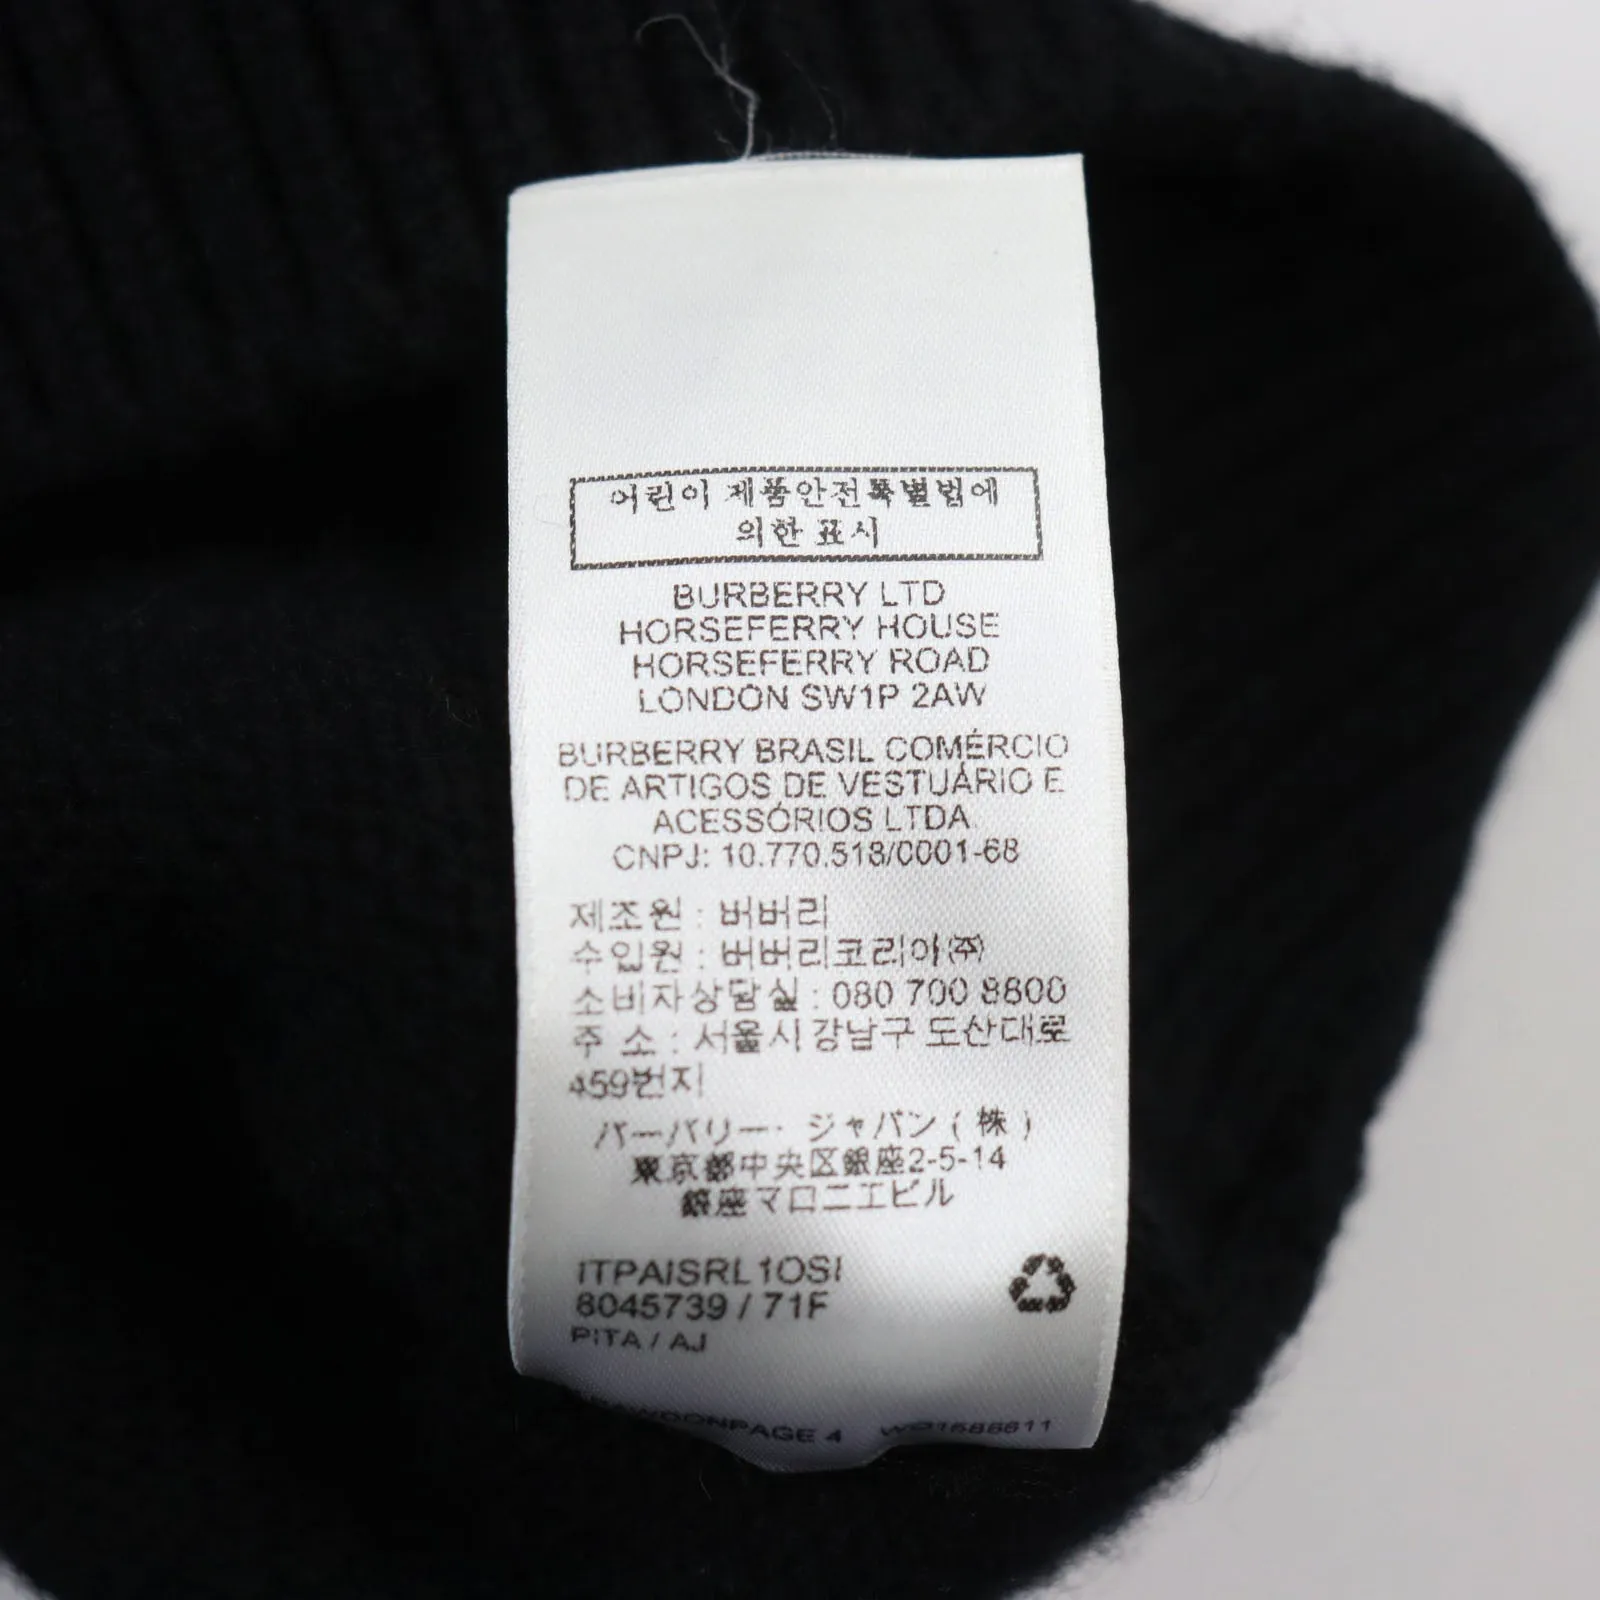 어린이 제품안전특별법에
의한 표시
BURBERRY LTD
HORSEFERRY HOUSE
HORSEFERRY ROAD
LONDON SW1P 2AW
BURBERRY BRASIL COMÉRCIO
DE ARTIGOS DE VESTUÁRIO E
ACESSÓRIOS LTDA
CNPJ: 10.770.518/0001-68
제조원 : 버버리
수입원 : 버버리코리아(주)
소비자상담실 : 080 700 8800
주 소 : 서울시강남구 도산대로
459번지
バーバリー・ジャパン(株)
東京都中央区銀座2-5-14
銀座マロニエビル
ITPAISRL10SI
8045739 / 71F
PITA / AJ
PAGE 4